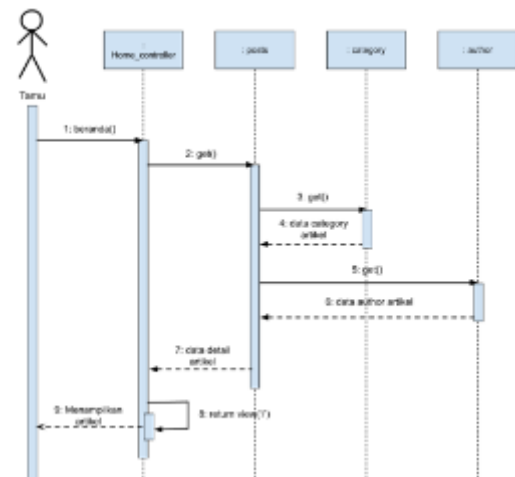 :
Home_controller
: posts
: category
: author
Tamu
1: beranda()
2: get()
3: get()
4: data category
artikel
5: get()
6: data author artikel
7: data detail
artikel
8: return view('/')
9: Menampilkan
artikel